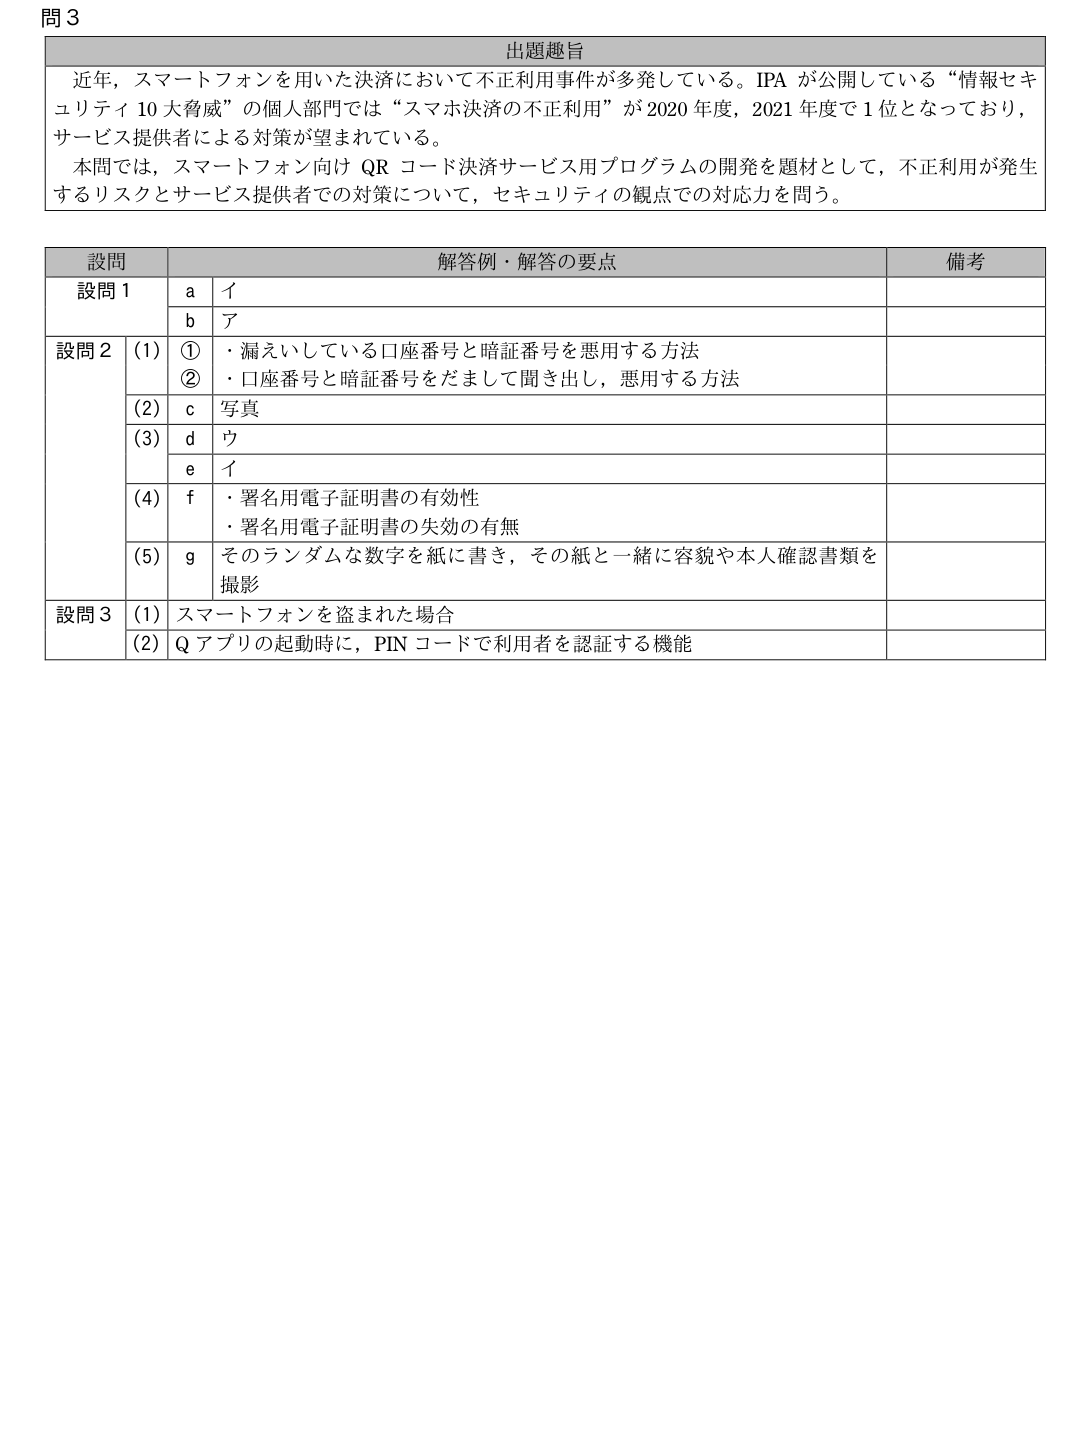 問３
出題趣旨
近年，スマートフォンを用いた決済において不正利用事件が多発している。IPA が公開している“情報セキ
ュリティ 10 大脅威”の個人部門では“スマホ決済の不正利用”が 2020 年度，2021 年度で 1 位となっており，
サービス提供者による対策が望まれている。
本問では，スマートフォン向け QR コード決済サービス用プログラムの開発を題材として，不正利用が発生
するリスクとサービス提供者での対策について，セキュリティの観点での対応力を問う。
設問 解答例・解答の要点 備考
設問１ a イ
b ア
設問２ (1) ① ・漏えいしている口座番号と暗証番号を悪用する方法
② ・口座番号と暗証番号をだまして聞き出し，悪用する方法
(2) c 写真
(3) d ウ
e イ
(4) f ・署名用電子証明書の有効性
・署名用電子証明書の失効の有無
(5) g そのランダムな数字を紙に書き，その紙と一緒に容貌や本人確認書類を
撮影
設問３ (1) スマートフォンを盗まれた場合
(2) Q アプリの起動時に，PIN コードで利用者を認証する機能